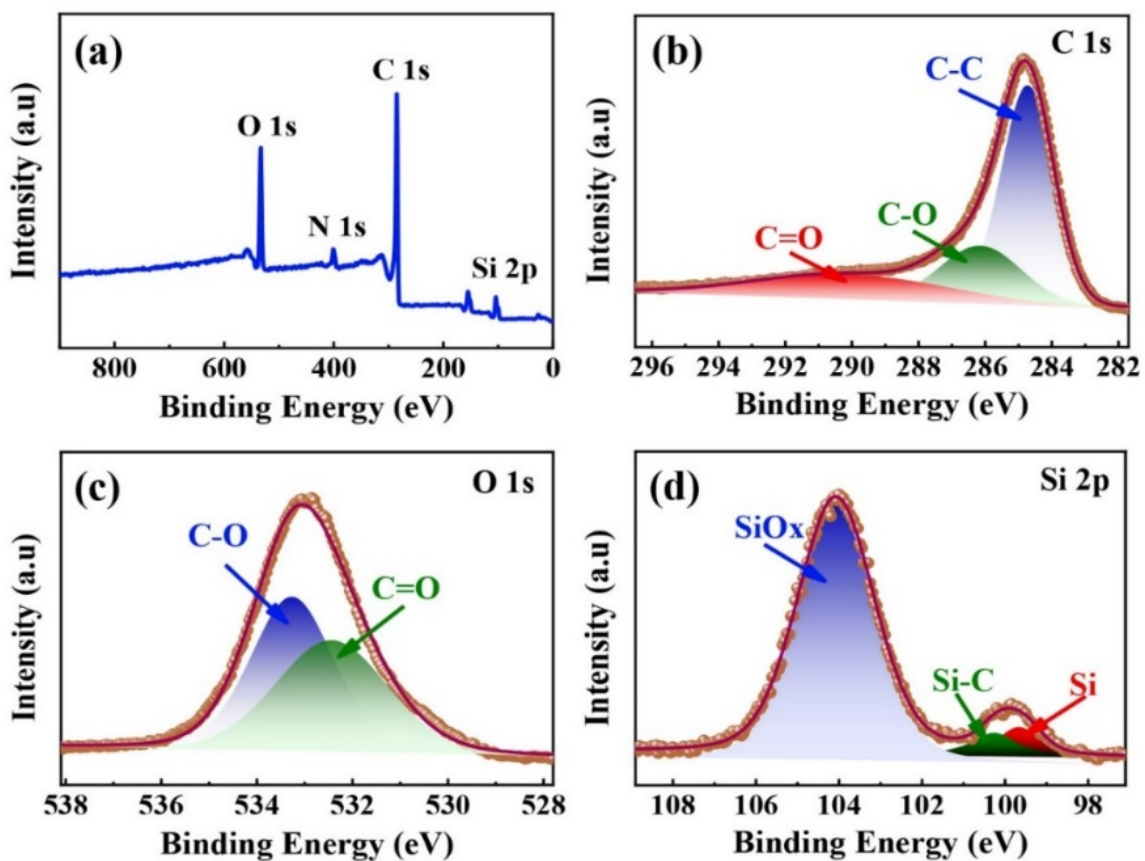 (a)
C 1s
O 1s
N 1s
Si 2p
Intensity (a.u)
800 600 400 200 0
Binding Energy (eV)
(b)
C 1s
C-C
C-O
C=O
Intensity (a.u)
296 294 292 290 288 286 284 282
Binding Energy (eV)
(c)
O 1s
C-O
C=O
Intensity (a.u)
538 537 535 534 532 530 528
Binding Energy (eV)
(d)
Si 2p
SiOx
Si-C
Si
Intensity (a.u)
108 106 104 102 100 98
Binding Energy (eV)